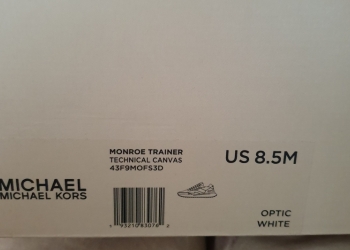 MONROE TRAINER
TECHNICAL CANVAS
43F9MOFS3D
US 8.5M
MICHAEL
MICHAEL KORS
OPTIC
WHITE